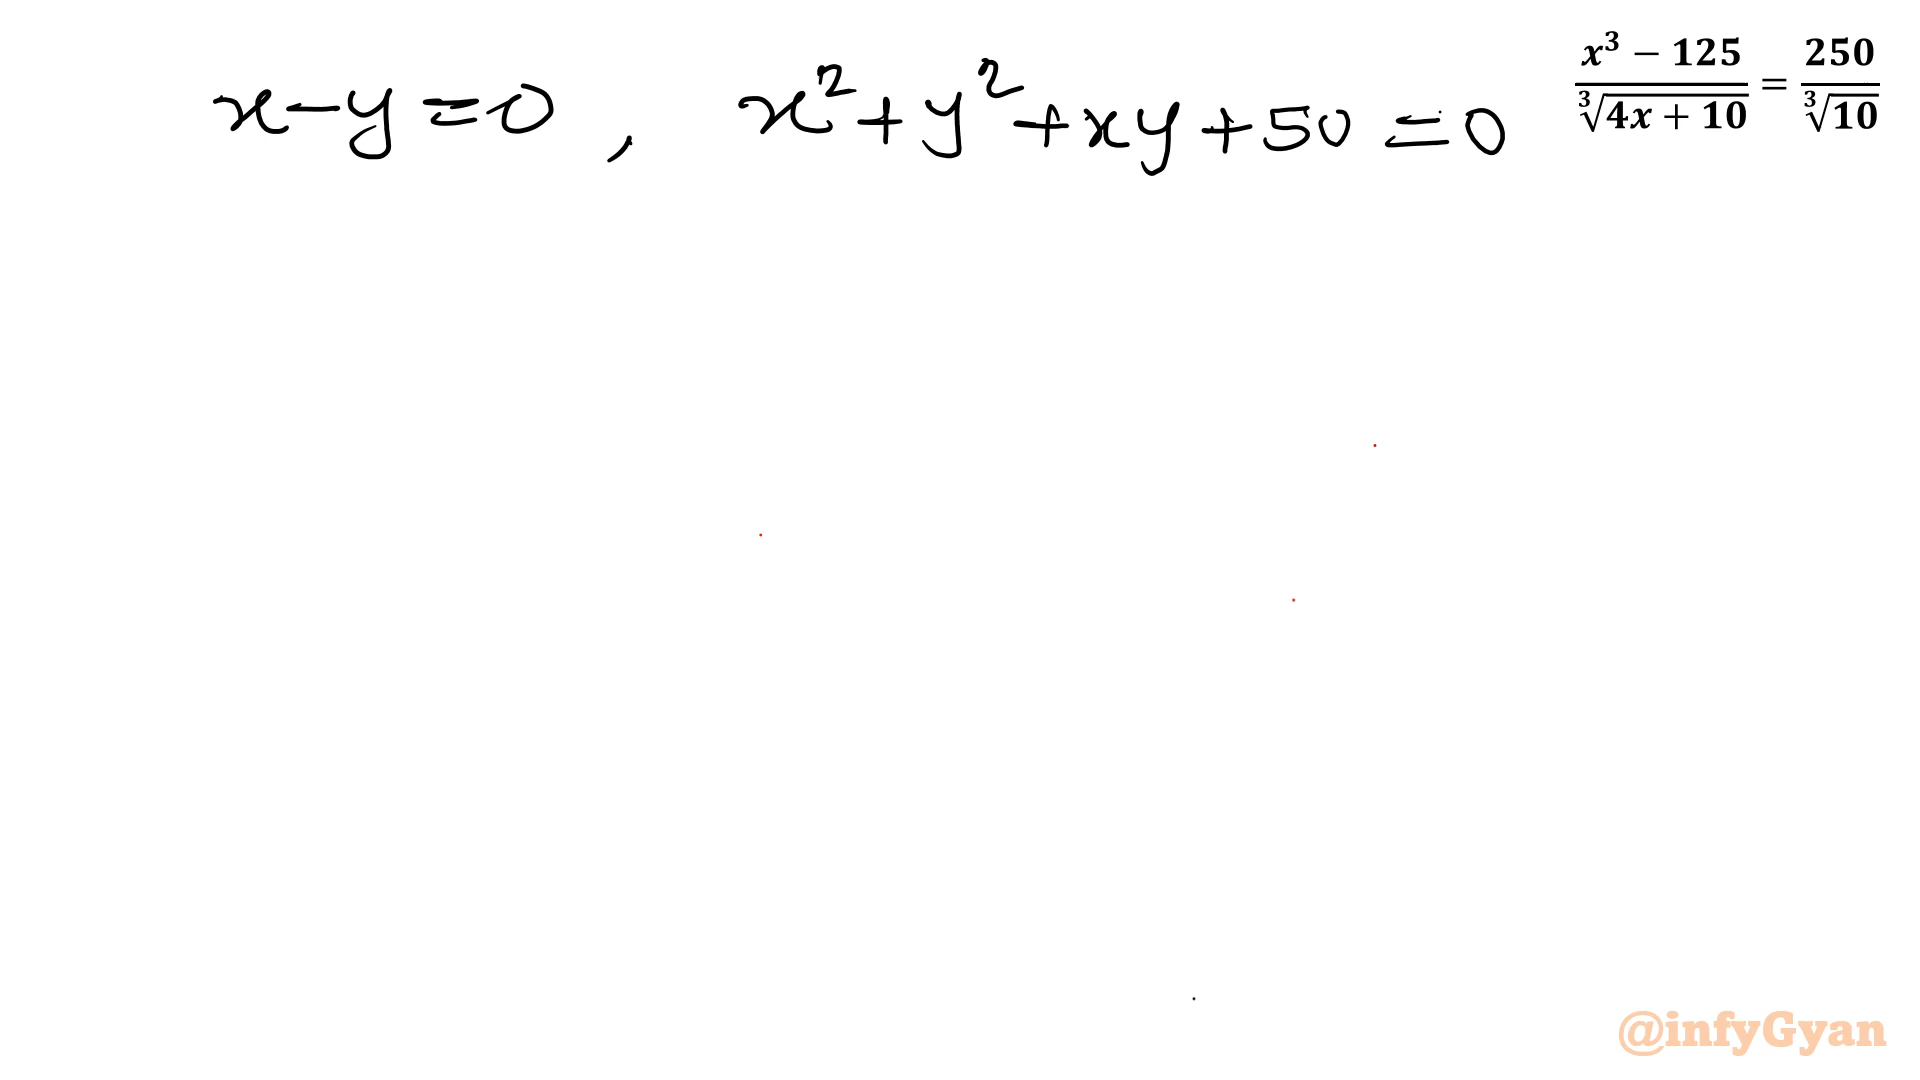 x-y=0 , x²+y²+xy+50=0
x³ − 125 / ∛(4x + 10) = 250 / ∛10
@infyGyan